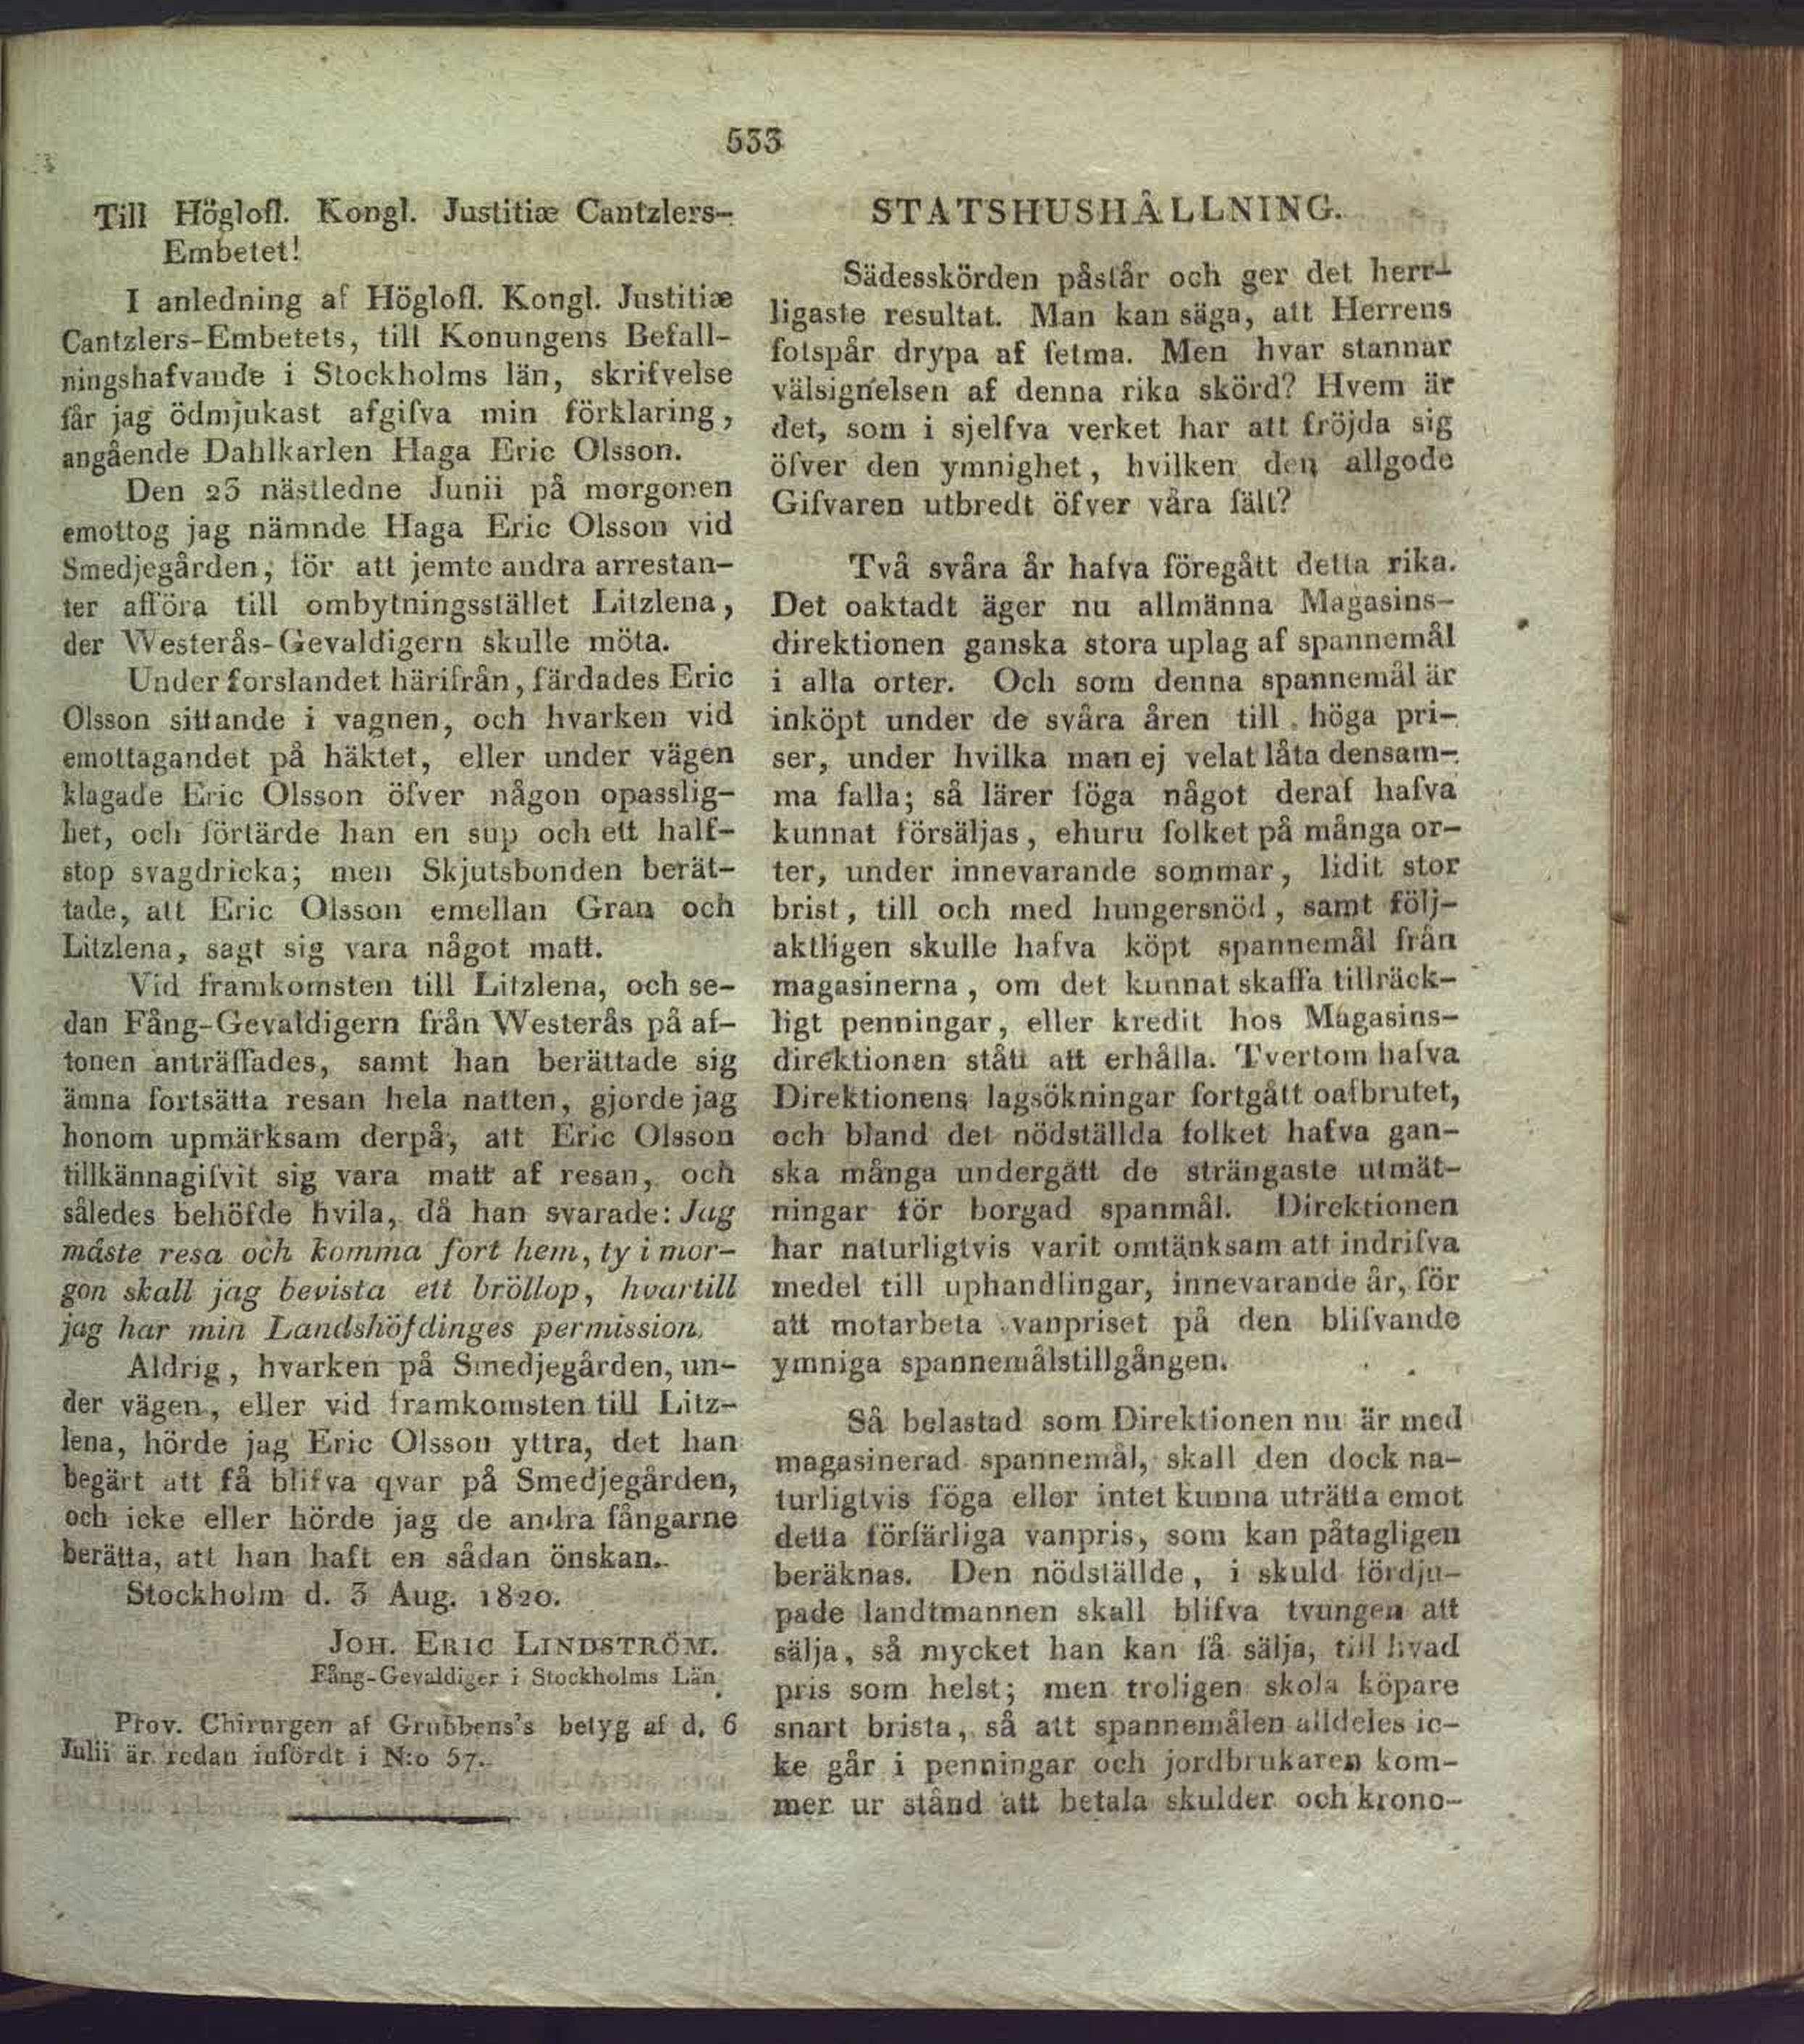 533
Till Höglofl. Kongl. Justitiæ Cantzlers-
Embetet!
I anledning af Höglofl. Kongl. Justitiæ
Cantzlers-Embetets, till Konungens Befall-
ningshafvande i Stockholms län, skrifvelse
får jag ödmjukast afgifva min förklaring,
angående Dahlkarlen Haga Eric Olsson.
Den 23 nästledne Junii på morgonen
emottog jag nämnde Haga Eric Olsson vid
Smedjegården, för att jemte andra arrestan-
ter afföra till ombytningsstället Litzlena,
der Westerås-Gevaldigern skulle möta.
Under forslandet härifrån, färdades Eric
Olsson sittande i vagnen, och hvarken vid
emottagandet på häktet, eller under vägen
klagade Eric Olsson öfver någon opasslig-
het, och förtärde han en sup och ett half-
stop svagdricka; men Skjutsbonden berät-
tade, att Eric Olsson emellan Gran och
Litzlena, sagt sig vara något matt.
Vid framkomsten till Litzlena, och se-
dan Fång-Gevaldigern från Westerås på af-
tonen anträffades, samt han berättade sig
ämna fortsätta resan hela natten, gjorde jag
honom upmärksam derpå, att Eric Olsson
tillkännagifvit sig vara matt af resan, och
således behöfde hvila, då han svarade: Jag
måste resa och komma fort hem, ty i mor-
gon skall jag bevista ett bröllop, hvartill
jag har min Landshöfdinges permission.
Aldrig, hvarken på Smedjegården, un-
der vägen, eller vid framkomsten till Litz-
lena, hörde jag Eric Olsson yttra, det han
begärt att få blifva qvar på Smedjegården,
och icke eller hörde jag de andra fångarne
berätta, att han haft en sådan önskan.
Stockholm d. 3 Aug. 1820.
JOH. ERIC LINDSTRÖM.
Fång-Gevaldiger i Stockholms Län.
Prov. Chirurgen af Grubbens's betyg af d. 6
Julii är redan infördt i N:o 57.
STATSHUSHÅLLNING.
Sädesskörden påstår och ger det herr-
ligaste resultat. Man kan säga, att Herrens
fotspår drypa af fetma. Men hvar stannar
välsignelsen af denna rika skörd? Hvem är
det, som i sjelfva verket har att fröjda sig
öfver den ymnighet, hvilken den allgode
Gifvaren utbredt öfver våra fält?
Två svåra år hafva föregått detta rika.
Det oaktadt äger nu allmänna Magasins-
direktionen ganska stora uplag af spannemål
i alla orter. Och som denna spannemål är
inköpt under de svåra åren till höga pri-
ser, under hvilka man ej velat låta densam-
ma falla; så lärer föga något deraf hafva
kunnat försäljas, ehuru folket på många or-
ter, under innevarande sommar, lidit stor
brist, till och med hungersnöd, samt följ-
aktligen skulle hafva köpt spannemål från
magasinerna, om det kunnat skaffa tillräck-
ligt penningar, eller kredit hos Magasins-
direktionen stått att erhålla. Tvertom hafva
Direktionens lagsökningar fortgått oafbrutet,
och bland det nödställda folket hafva gan-
ska många undergått de strängaste utmät-
ningar för borgad spanmål. Direktionen
har naturligtvis varit omtänksam att indrifva
medel till uphandlingar, innevarande år, för
att motarbeta vanpriset på den blifvande
ymniga spannemålstillgången.
Så belastad som Direktionen nu är med
magasinerad spannemål, skall den dock na-
turligtvis föga eller intet kunna uträtta emot
detta förfärliga vanpris, som kan påtagligen
beräknas. Den nödställde, i skuld fördju-
pade landtmannen skall blifva tvungen att
sälja, så mycket han kan få sälja, till hvad
pris som helst; men troligen skola köpare
snart brista, så att spannemålen alldeles ic-
ke går i penningar och jordbrukaren kom-
mer ur stånd att betala skulder och krono-